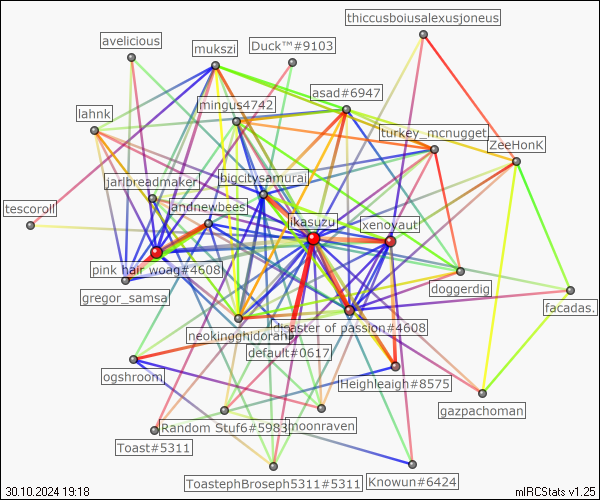 thiccusboiusalexusjoneus
avelicious
mukszi
Duck™#9103
asad#6947
mingus4742
lahnk
turkey_mcnugget
ZeeHonK
bigcitysamurai
jarlbreadmaker
andnewbees
tescoroll
ikasuzu
xenovaut
pink hair woag#4608
doggerdig
gregor_samsa
facadas.
disaster of passion#4608
neokingghidorah
default#0617
ogshroom
Heighleaigh#8575
gazpachoman
Random Stuf6#5983
moonraven
Toast#5311
ToastephBroseph5311#5311
Knowun#6424
30.10.2024 19:18
mIRCStats v1.25